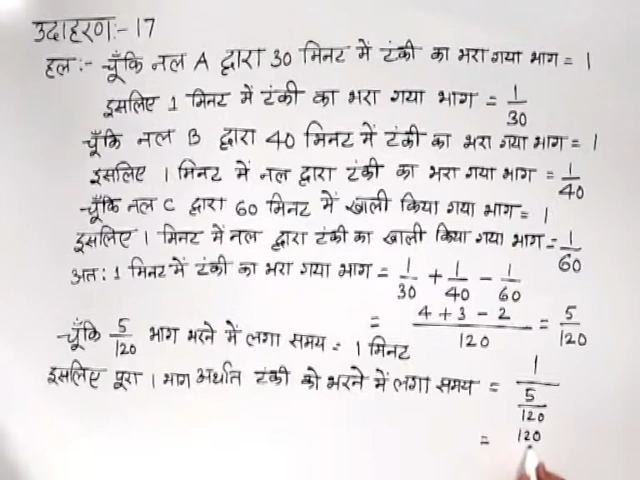 उदाहरण:- 17
हल :- चूँकि नल A द्वारा 30 मिनट में टंकी का भरा गया भाग = 1
इसलिए 1 मिनट में टंकी का भरा गया भाग = 1/30
चूँकि नल B द्वारा 40 मिनट में टंकी का भरा गया भाग = 1
इसलिए 1 मिनट में नल द्वारा टंकी का भरा गया भाग = 1/40
चूँकि नल C द्वारा 60 मिनट में खाली किया गया भाग = 1
इसलिए 1 मिनट में नल द्वारा टंकी का खाली किया गया भाग = 1/60
अत: 1 मिनट में टंकी का भरा गया भाग = 1/30 + 1/40 - 1/60
= (4 + 3 - 2)/120 = 5/120
चूँकि 5/120 भाग भरने में लगा समय = 1 मिनट
इसलिए पूरा 1 भाग अर्थात टंकी को भरने में लगा समय = 1/(5/120)
= 120